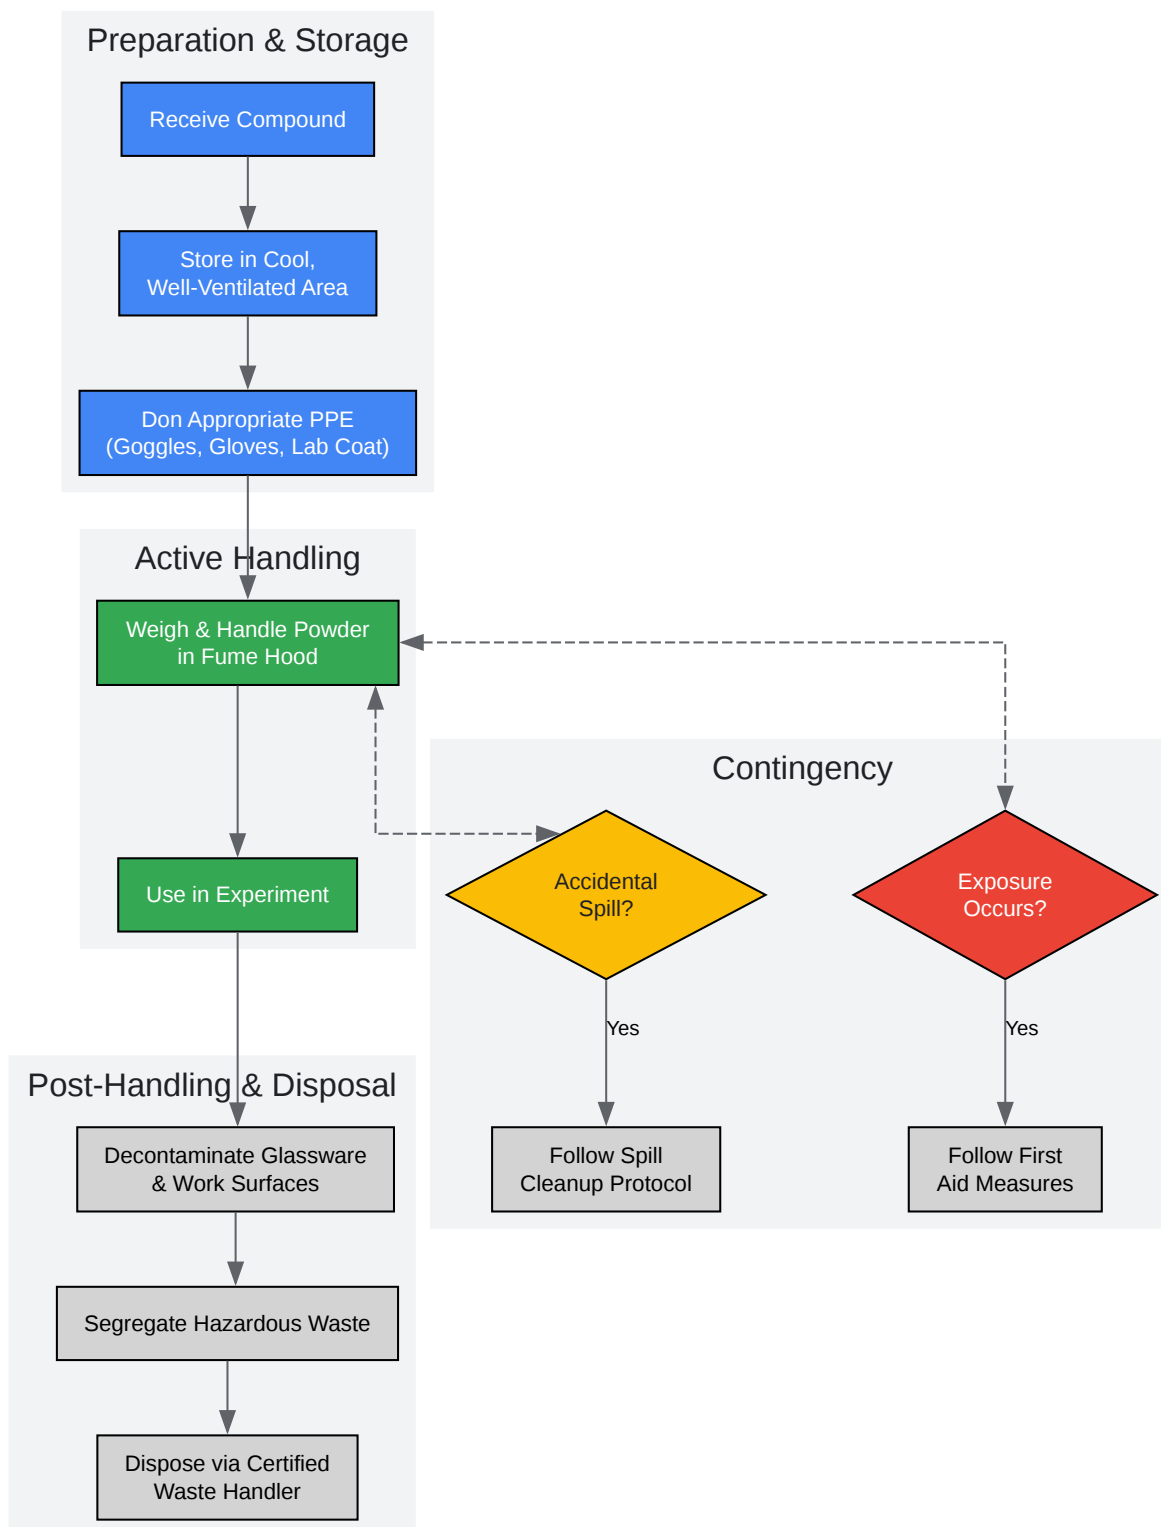 Preparation & Storage
Receive Compound
Store in Cool,
Well-Ventilated Area
Don Appropriate PPE
(Goggles, Gloves, Lab Coat)
Active Handling
Weigh & Handle Powder
in Fume Hood
Use in Experiment
Contingency
Accidental
Spill?
Exposure
Occurs?
Yes
Yes
Follow Spill
Cleanup Protocol
Follow First
Aid Measures
Post-Handling & Disposal
Decontaminate Glassware
& Work Surfaces
Segregate Hazardous Waste
Dispose via Certified
Waste Handler